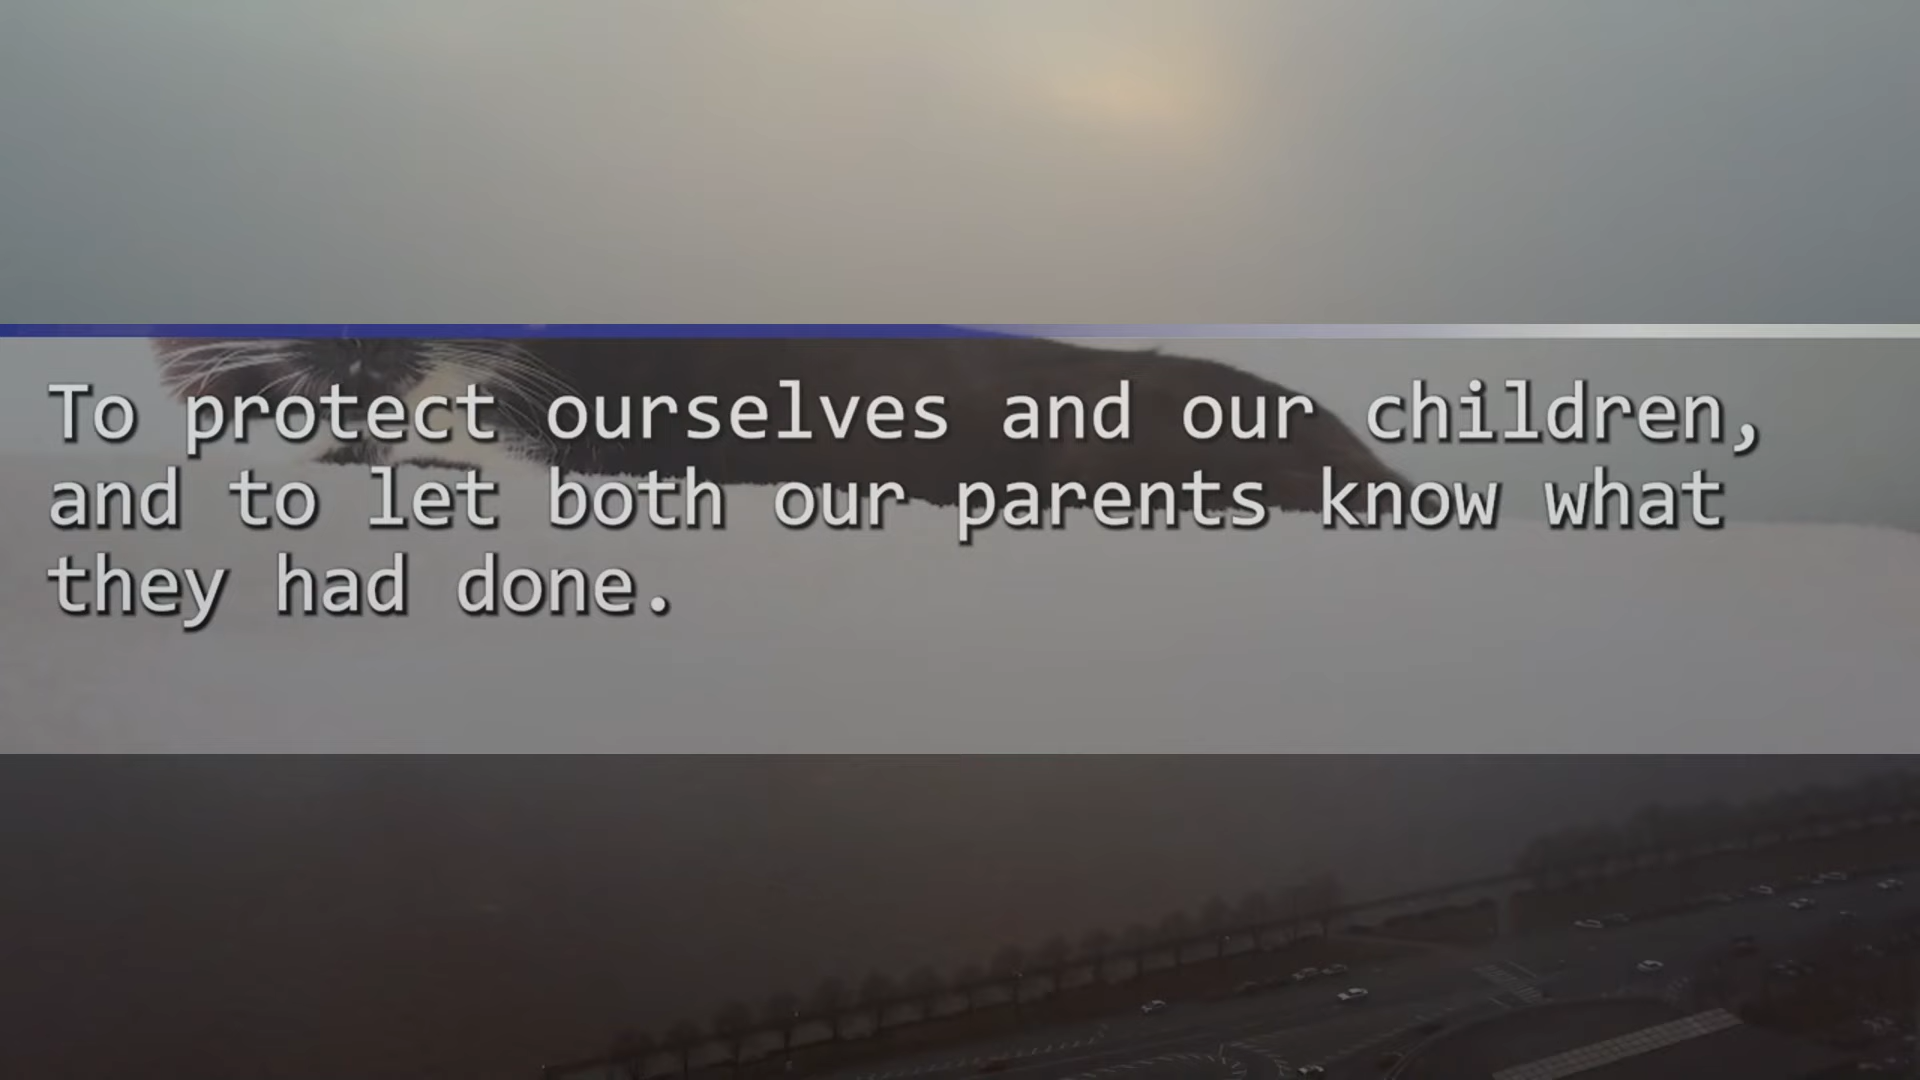 To protect ourselves and our children,
and to let both our parents know what
they had done.